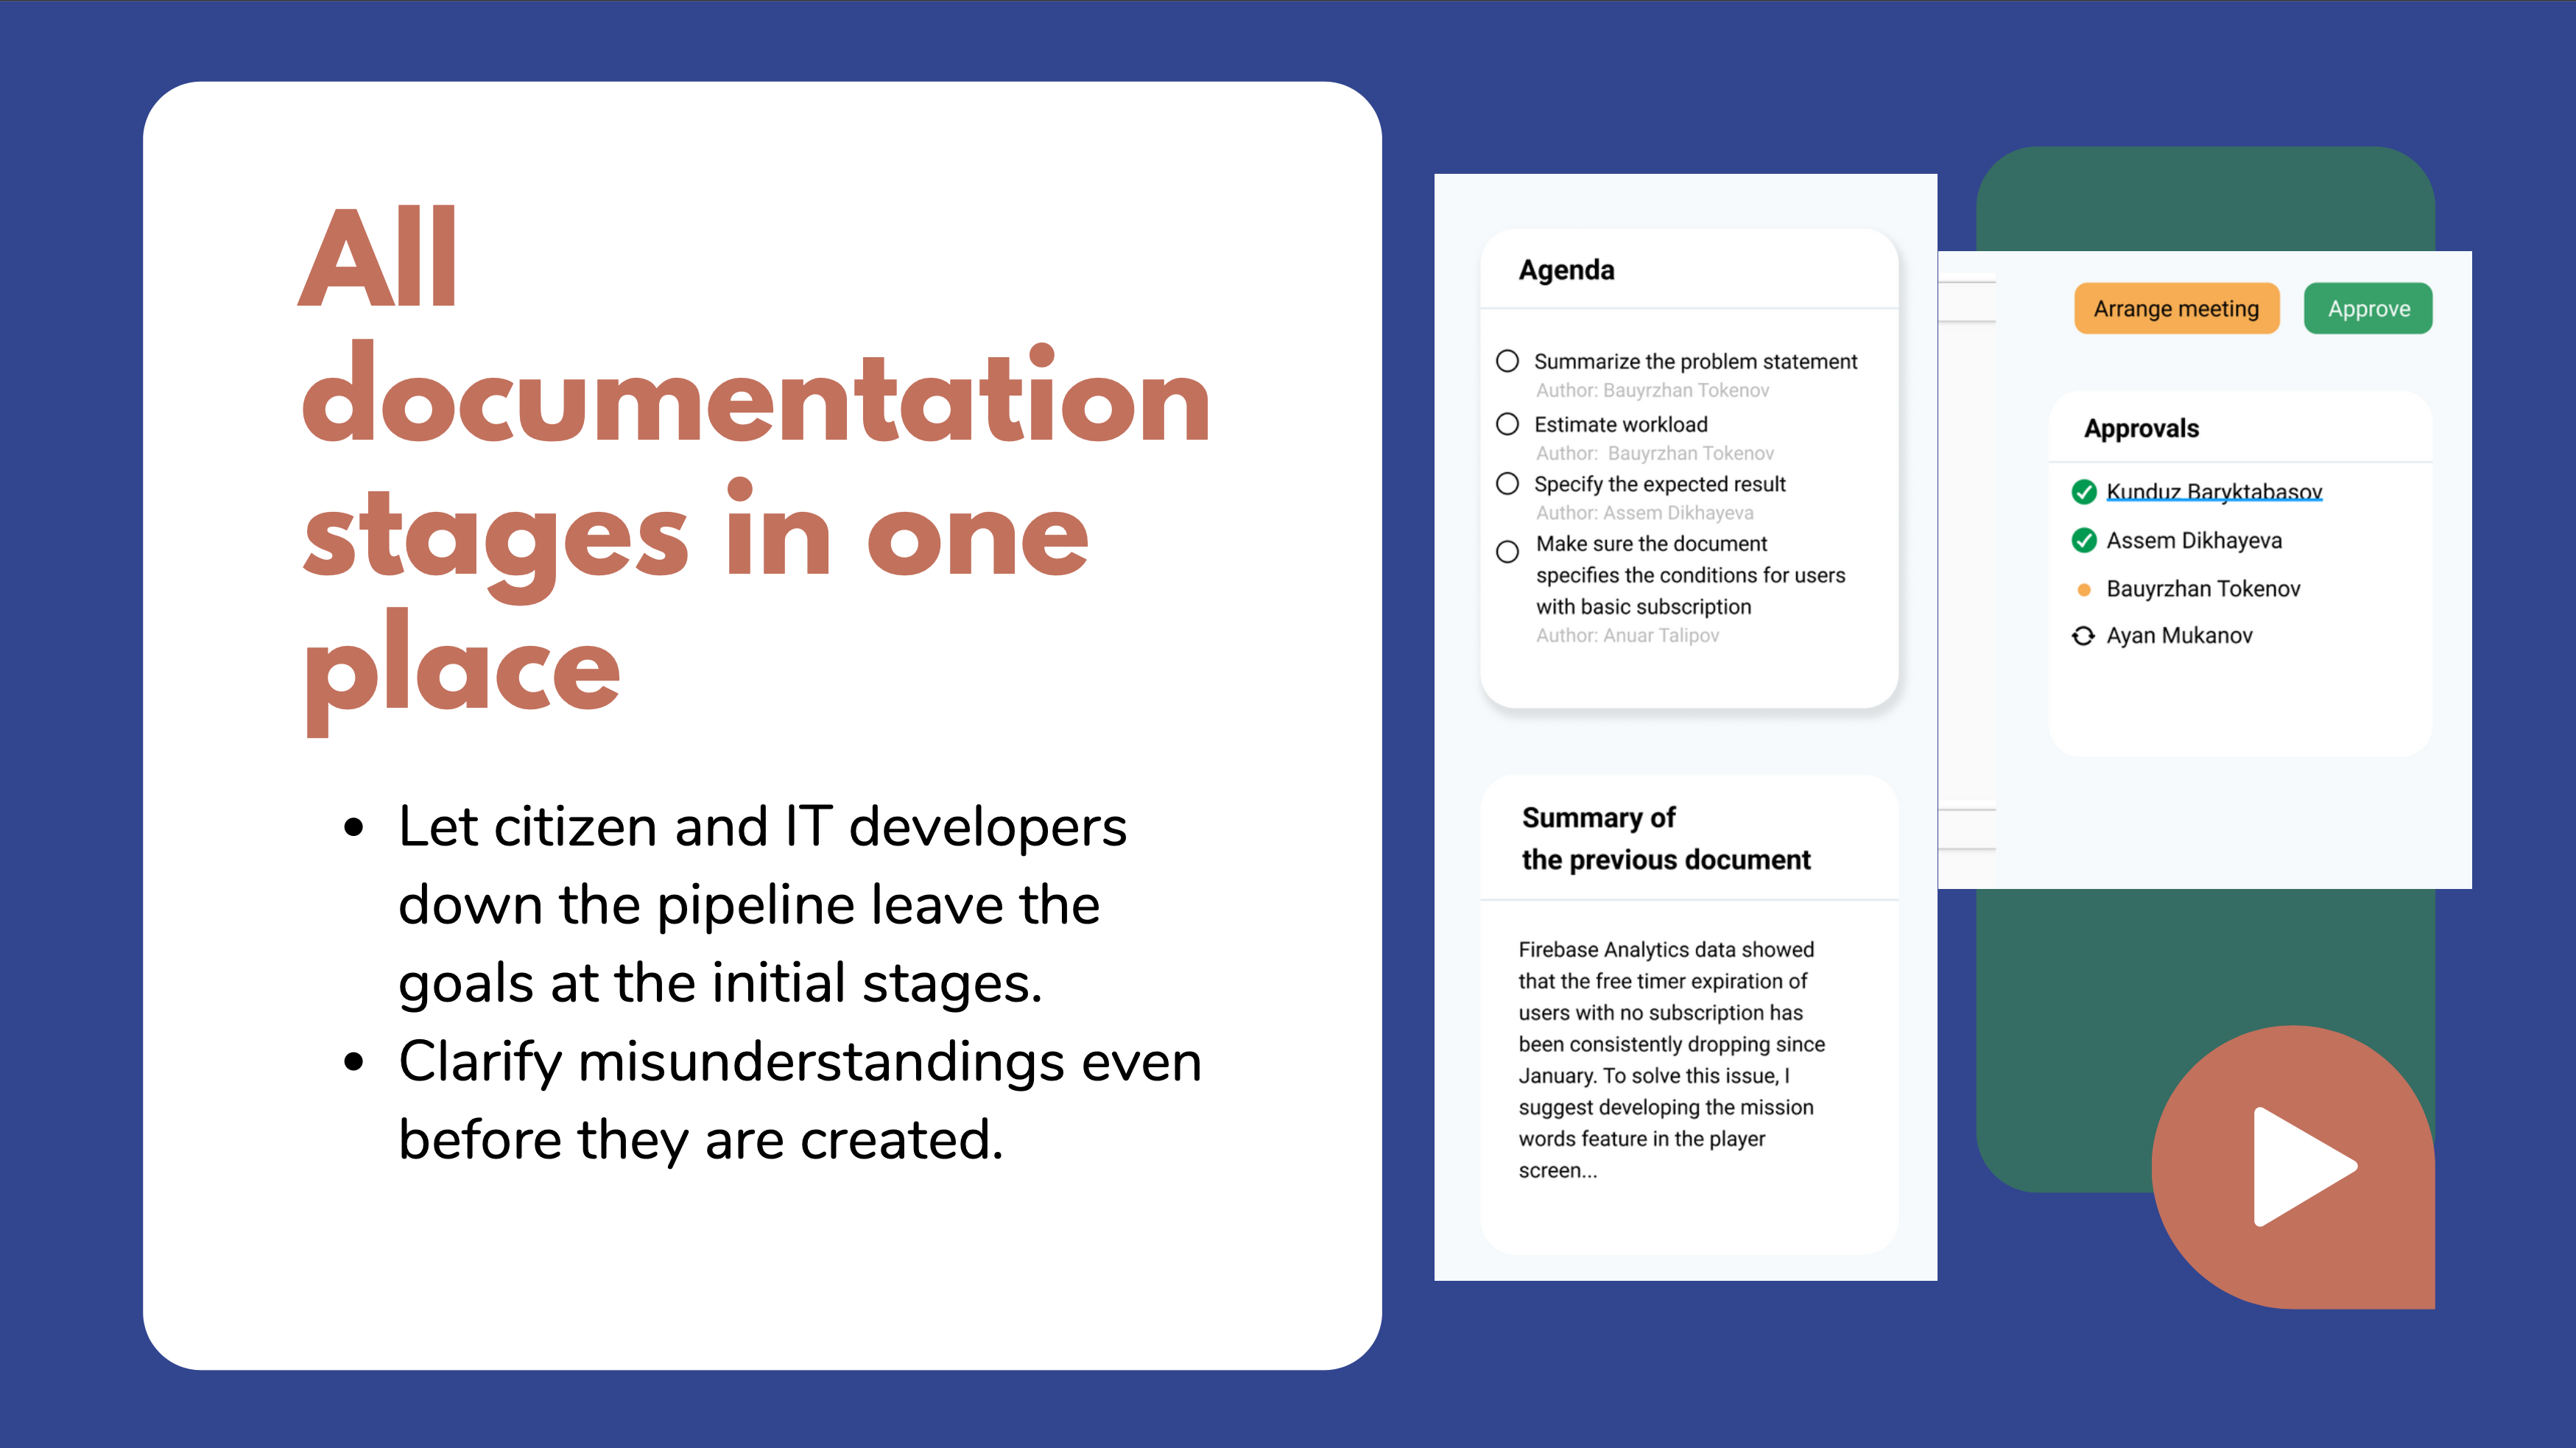 All
documentation
stages in one
place
• Let citizen and IT developers
down the pipeline leave the
goals at the initial stages.
• Clarify misunderstandings even
before they are created.
Agenda
Summarize the problem statement
Author: Bauyrzhan Tokenov
Estimate workload
Author: Bauyrzhan Tokenov
Specify the expected result
Author: Assem Dikhayeva
Make sure the document
specifies the conditions for users
with basic subscription
Author: Anuar Talipov
Summary of
the previous document
Firebase Analytics data showed
that the free timer expiration of
users with no subscription has
been consistently dropping since
January. To solve this issue, I
suggest developing the mission
words feature in the player
screen...
Arrange meeting
Approve
Approvals
Kunduz Baryktabasov
Assem Dikhayeva
Bauyrzhan Tokenov
Ayan Mukanov